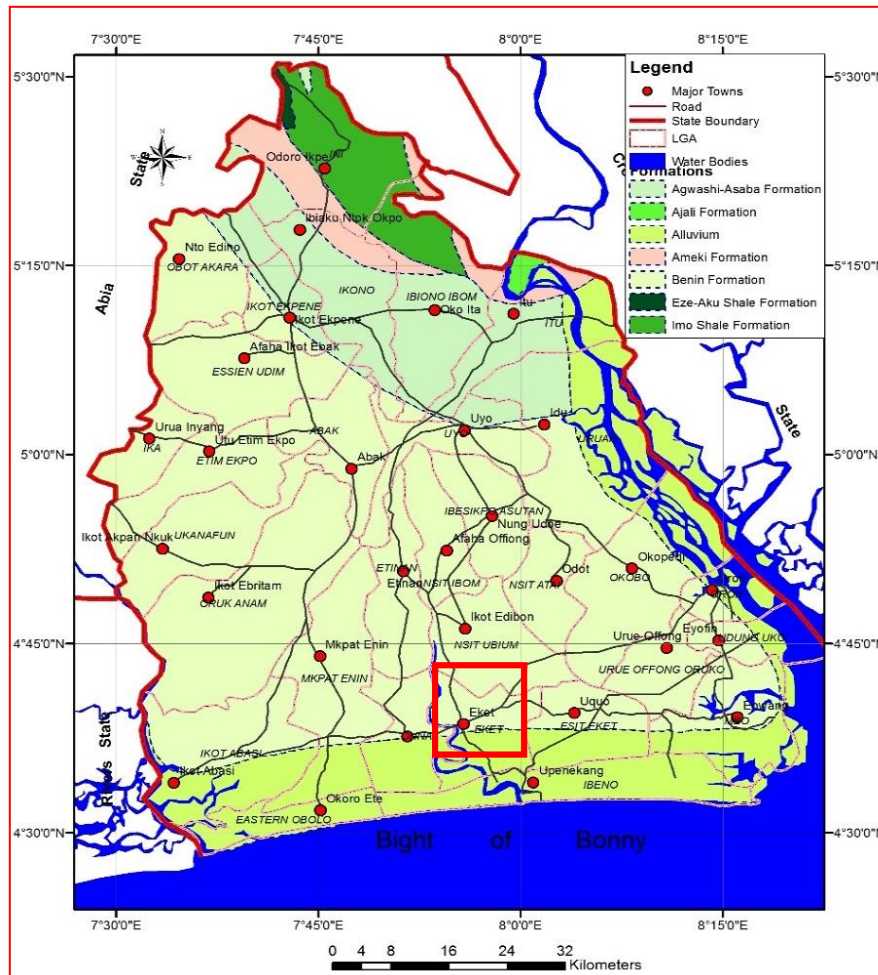 7°30'0"E 7°45'0"E 8°0'0"E 8°15'0"E
5°30'0"N
5°15'0"N
5°0'0"N
4°45'0"N
4°30'0"N
Legend
Major Towns
Road
State Boundary
LGA
Water Bodies
Formations
Agwashi-Asaba Formation
Ajali Formation
Alluvium
Ameki Formation
Benin Formation
Eze-Aku Shale Formation
Imo Shale Formation
5°30'0"N
5°15'0"N
5°0'0"N
4°45'0"N
4°30'0"N
N
W E
S
State
Abia
State
Rivers State
Odoro Ikpe
INI
Ibiaku Ntpk Okpo
Nto Edino
OBOT AKARA
IKONO
IBIONO IBOM
Oko Ita
Itu
ITU
IKOT EKPENE
Ikot Ekpene
Afaha Ikot Ebak
ESSIEN UDIM
Urua Inyang
IKA
Utu Etim Ekpo
ETIM EKPO
ABAK
Abak
Uyo
Idu
URUAN
IBESIKPO ASUTAN
Nung Udoe
Ikot Akpan Nkuk
UKANAFUN
Afaha Offiong
ETINAN
Etinan
NSIT IBOM
Odot
NSIT ATAI
Okopedi
OKOBO
Ikot Ebritam
ORUK ANAM
Ikot Edibon
NSIT UBIUM
Urue Offong
Eyofin
UDUNG UKO
URUE OFFONG ORUKO
Mkpat Enin
MKPAT ENIN
Eket
EKET
Uquo
ESIT EKET
IKOT ABASI
Ikot Abasi
Upenekang
IBENO
Okoro Ete
EASTERN OBOLO
Bight of Bonny
7°30'0"E 7°45'0"E 8°0'0"E 8°15'0"E
0 4 8 16 24 32
Kilometers